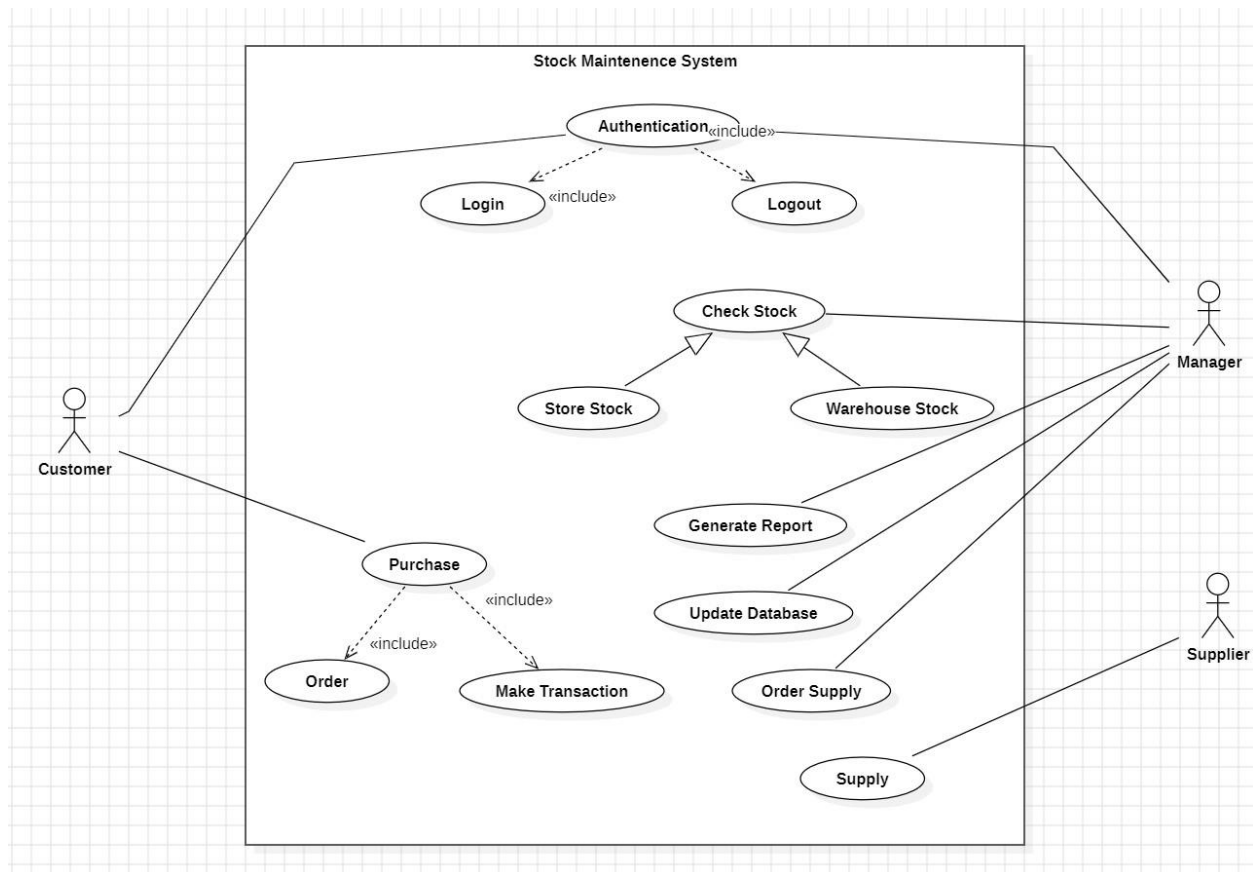 Stock Maintenence System
Authentication
«include»
Login
«include»
Logout
Check Stock
Manager
Store Stock
Warehouse Stock
Customer
Generate Report
Purchase
«include»
Update Database
«include»
Supplier
Order
Make Transaction
Order Supply
Supply